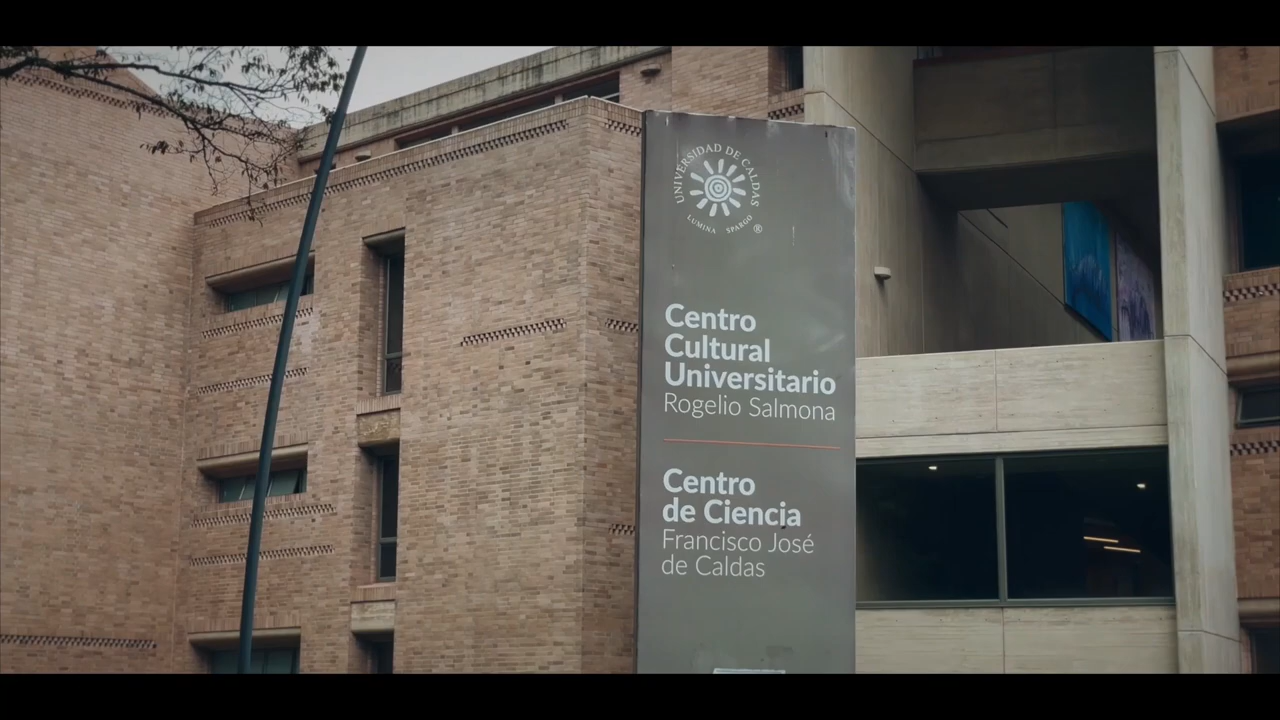 UNIVERSIDAD DE CALDAS
LUMINA SPARGO
®
Centro
Cultural
Universitario
Rogelio Salmona
Centro
de Ciencia
Francisco José
de Caldas